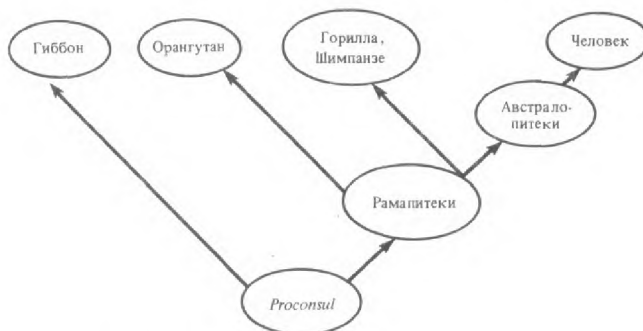 Гиббон
Орангутан
Горилла,
Шимпанзе
Человек
Австрало-
питеки
Рамапитеки
Proconsul